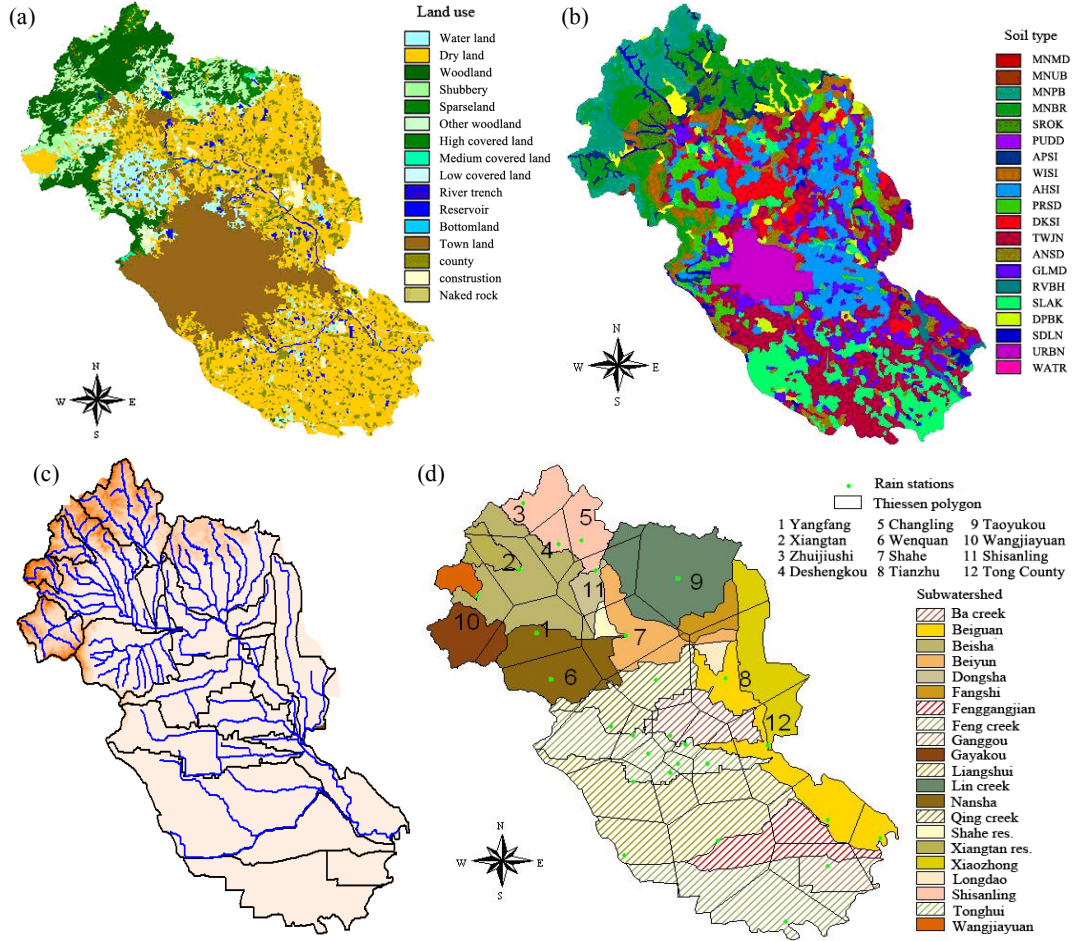 (a)
Land use
Water land
Dry land
Woodland
Shubbery
Sparseland
Other woodland
High covered land
Medium covered land
Low covered land
River trench
Reservoir
Bottomland
Town land
county
construstion
Naked rock
N
W E
S
(b)
Soil type
MNMD
MNUB
MNPB
MNBR
SROK
PUDD
APSI
WISI
AHSI
PRSD
DKSI
TWJN
ANSD
GLMD
RVBH
SLAK
DPBK
SDLN
URBN
WATR
N
W E
S
(c)
(d)
3
5
4
2
11
9
10
1
7
6
8
12
N
W E
S
Rain stations
Thiessen polygon
1 Yangfang 5 Changling 9 Taoyukou
2 Xiangtan 6 Wenquan 10 Wangjiayuan
3 Zhuijiushi 7 Shahe 11 Shisanling
4 Deshengkou 8 Tianzhu 12 Tong County
Subwatershed
Ba creek
Beiguan
Beisha
Beiyun
Dongsha
Fangshi
Fenggangjian
Feng creek
Ganggou
Gayakou
Liangshui
Lin creek
Nansha
Qing creek
Shahe res.
Xiangtan res.
Xiaozhong
Longdao
Shisanling
Tonghui
Wangjiayuan